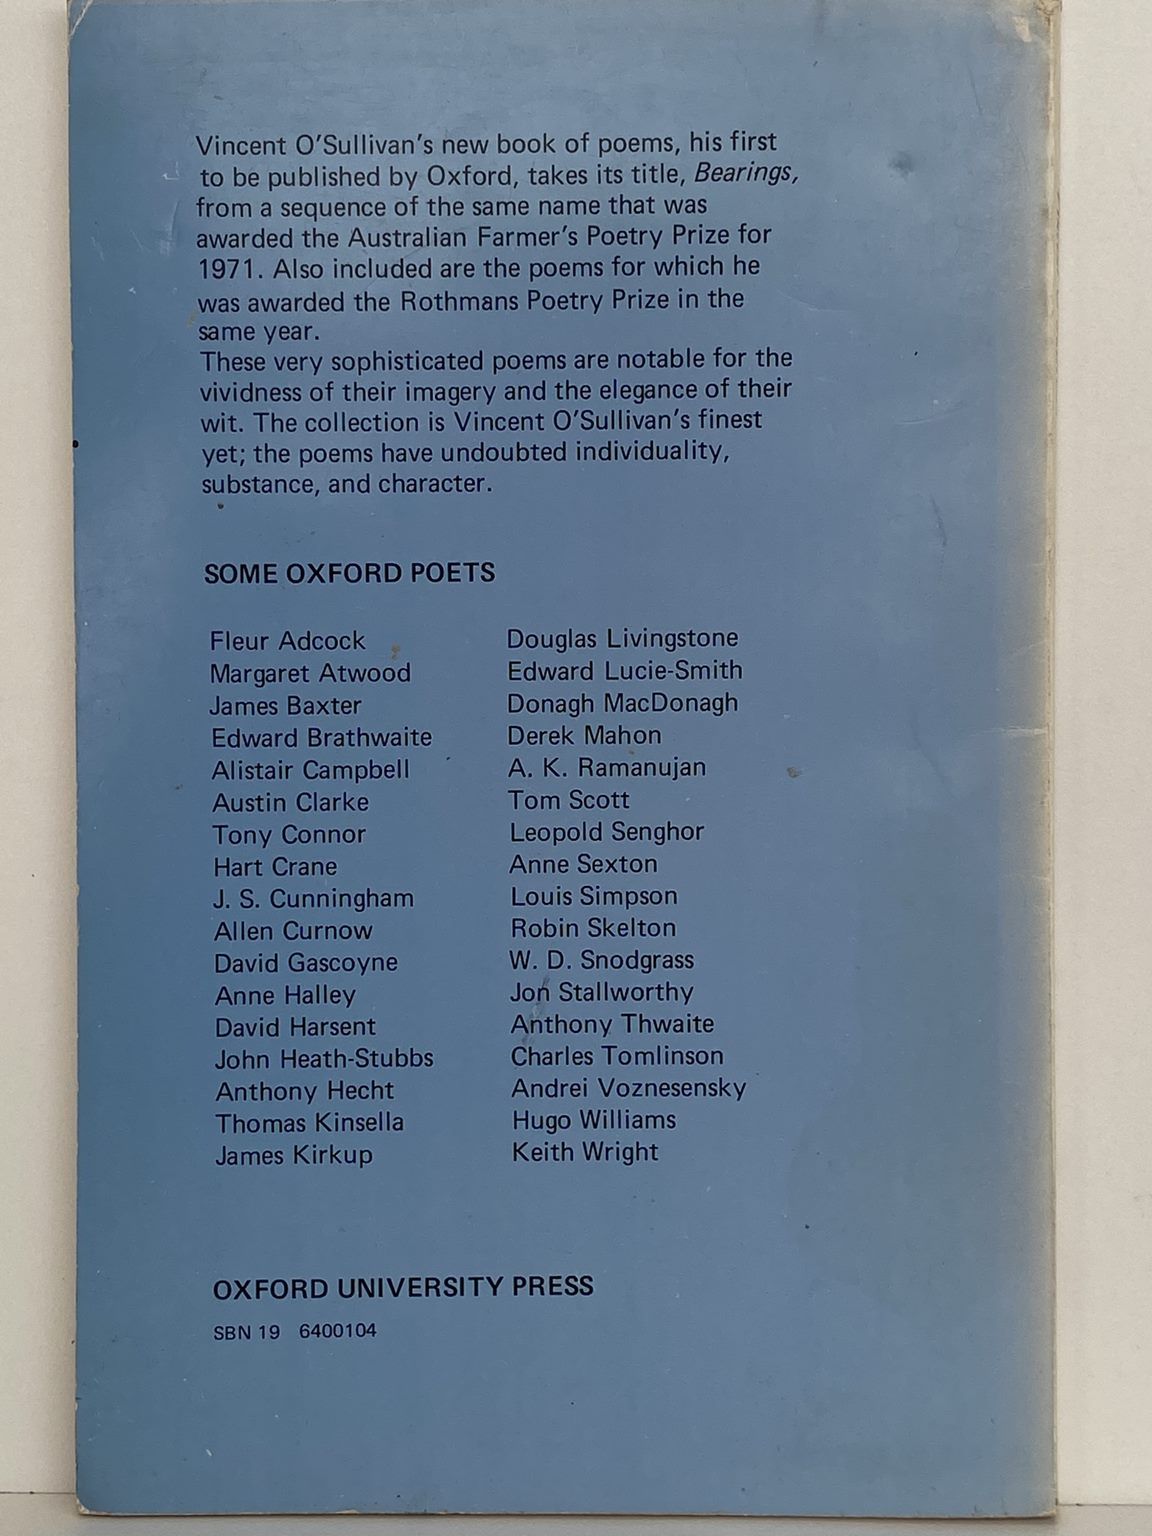 Vincent O'Sullivan's new book of poems, his first
to be published by Oxford, takes its title, Bearings,
from a sequence of the same name that was
awarded the Australian Farmer's Poetry Prize for
1971. Also included are the poems for which he
was awarded the Rothmans Poetry Prize in the
same year.
These very sophisticated poems are notable for the
vividness of their imagery and the elegance of their
wit. The collection is Vincent O'Sullivan's finest
yet; the poems have undoubted individuality,
substance, and character.
SOME OXFORD POETS
Fleur Adcock
Margaret Atwood
James Baxter
Edward Brathwaite
Alistair Campbell
Austin Clarke
Tony Connor
Hart Crane
J. S. Cunningham
Allen Curnow
David Gascoyne
Anne Halley
David Harsent
John Heath-Stubbs
Anthony Hecht
Thomas Kinsella
James Kirkup
Douglas Livingstone
Edward Lucie-Smith
Donagh MacDonagh
Derek Mahon
A. K. Ramanujan
Tom Scott
Leopold Senghor
Anne Sexton
Louis Simpson
Robin Skelton
W. D. Snodgrass
Jon Stallworthy
Anthony Thwaite
Charles Tomlinson
Andrei Voznesensky
Hugo Williams
Keith Wright
OXFORD UNIVERSITY PRESS
SBN 19 6400104